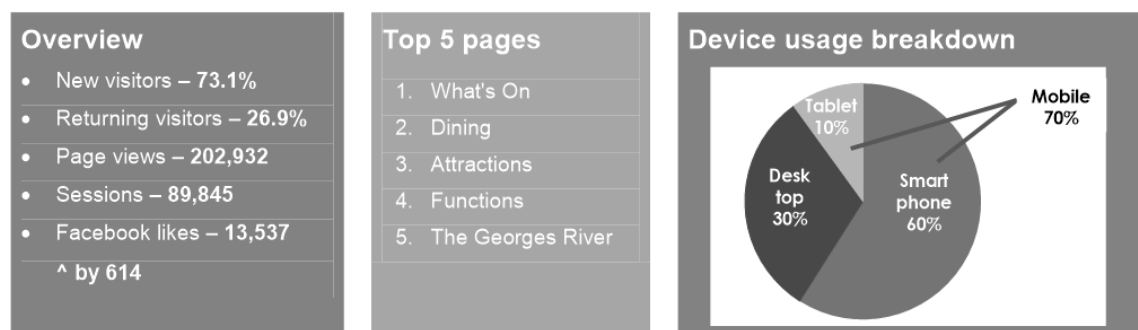 Overview
• New visitors – 73.1%
• Returning visitors – 26.9%
• Page views – 202,932
• Sessions – 89,845
• Facebook likes – 13,537
^ by 614
Top 5 pages
1. What's On
2. Dining
3. Attractions
4. Functions
5. The Georges River
Device usage breakdown
Tablet
10%
Mobile
70%
Desk
top
30%
Smart
phone
60%